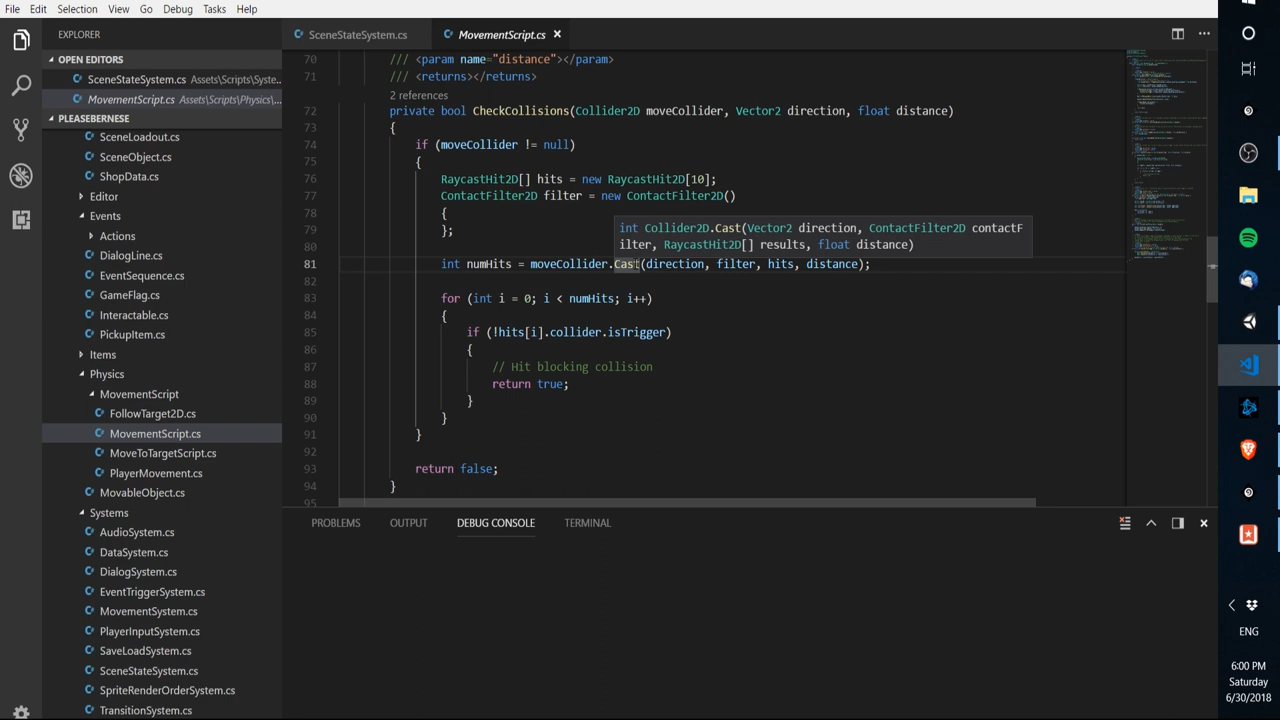 File Edit Selection View Go Debug Tasks Help
EXPLORER
OPEN EDITORS
SceneStateSystem.cs Assets\Scripts\Syste...
MovementScript.cs Assets\Scripts\Physics\...
PLEASEBERNESE
SceneLoadout.cs
SceneObject.cs
ShopData.cs
Editor
Events
Actions
DialogLine.cs
EventSequence.cs
GameFlag.cs
Interactable.cs
PickupItem.cs
Items
Physics
MovementScript
FollowTarget2D.cs
MovementScript.cs
MoveToTargetScript.cs
PlayerMovement.cs
MovableObject.cs
Systems
AudioSystem.cs
DataSystem.cs
DialogSystem.cs
EventTriggerSystem.cs
MovementSystem.cs
PlayerInputSystem.cs
SaveLoadSystem.cs
SceneStateSystem.cs
SpriteRenderOrderSystem.cs
TransitionSystem.cs
SceneStateSystem.cs MovementScript.cs
70 /// <param name="distance"></param>
71 /// <returns></returns>
2 references
72 private bool CheckCollisions(Collider2D moveCollider, Vector2 direction, float distance)
73 {
74 if (moveCollider != null)
75 {
76 RaycastHit2D[] hits = new RaycastHit2D[10];
77 ContactFilter2D filter = new ContactFilter2D()
78
int Collider2D.Cast(Vector2 direction, ContactFilter2D contactF
79 };
80
ilter, RaycastHit2D[] results, float distance)
81 int numHits = moveCollider.Cast(direction, filter, hits, distance);
82
83 for (int i = 0; i < numHits; i++)
84 {
85 if (!hits[i].collider.isTrigger)
86 {
87 // Hit blocking collision
88 return true;
89 }
90 }
91 }
92
93 return false;
94 }
95
PROBLEMS OUTPUT DEBUG CONSOLE TERMINAL
ENG
6:00 PM
Saturday
6/30/2018